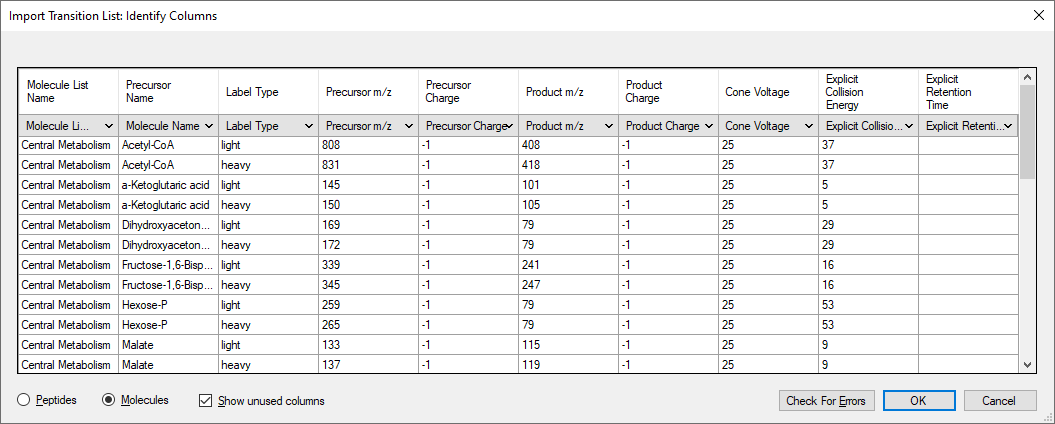 Import Transition List: Identify Columns
Molecule List Name Precursor Name Label Type Precursor m/z Precursor Charge Product m/z Product Charge Cone Voltage Explicit Collision Energy Explicit Retention Time
Molecule Li... Molecule Name Label Type Precursor m/z Precursor Charge Product m/z Product Charge Cone Voltage Explicit Collisio... Explicit Retenti...
Central Metabolism Acetyl-CoA light 808 -1 408 -1 25 37
Central Metabolism Acetyl-CoA heavy 831 -1 418 -1 25 37
Central Metabolism a-Ketoglutaric acid light 145 -1 101 -1 25 5
Central Metabolism a-Ketoglutaric acid heavy 150 -1 105 -1 25 5
Central Metabolism Dihydroxyaceton... light 169 -1 79 -1 25 29
Central Metabolism Dihydroxyaceton... heavy 172 -1 79 -1 25 29
Central Metabolism Fructose-1,6-Bisp... light 339 -1 241 -1 25 16
Central Metabolism Fructose-1,6-Bisp... heavy 345 -1 247 -1 25 16
Central Metabolism Hexose-P light 259 -1 79 -1 25 53
Central Metabolism Hexose-P heavy 265 -1 79 -1 25 53
Central Metabolism Malate light 133 -1 115 -1 25 9
Central Metabolism Malate heavy 137 -1 119 -1 25 9
Peptides Molecules Show unused columns Check For Errors OK Cancel